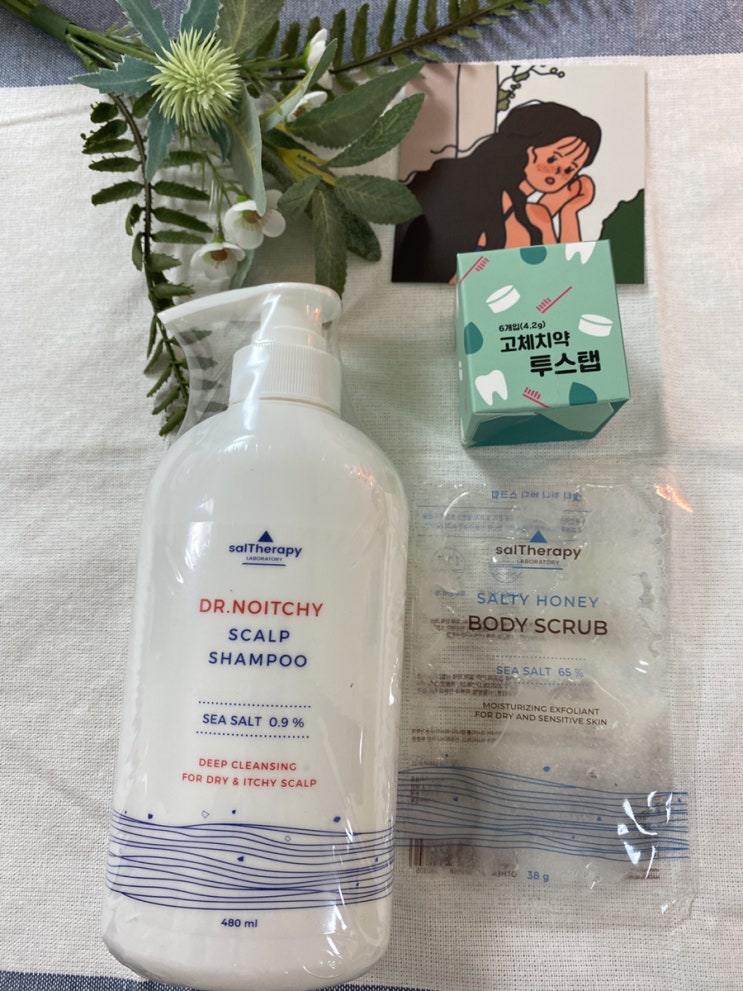 6개입(4.2g)
고체치약
투스탭
salTherapy
LABORATORY
DR.NOITCHY
SCALP
SHAMPOO
SEA SALT 0.9 %
DEEP CLEANSING
FOR DRY & ITCHY SCALP
480 ml
salTherapy
LABORATORY
SALTY HONEY
BODY SCRUB
SEA SALT 65 %
MOISTURIZING EXFOLIANT
FOR DRY AND SENSITIVE SKIN
38 g